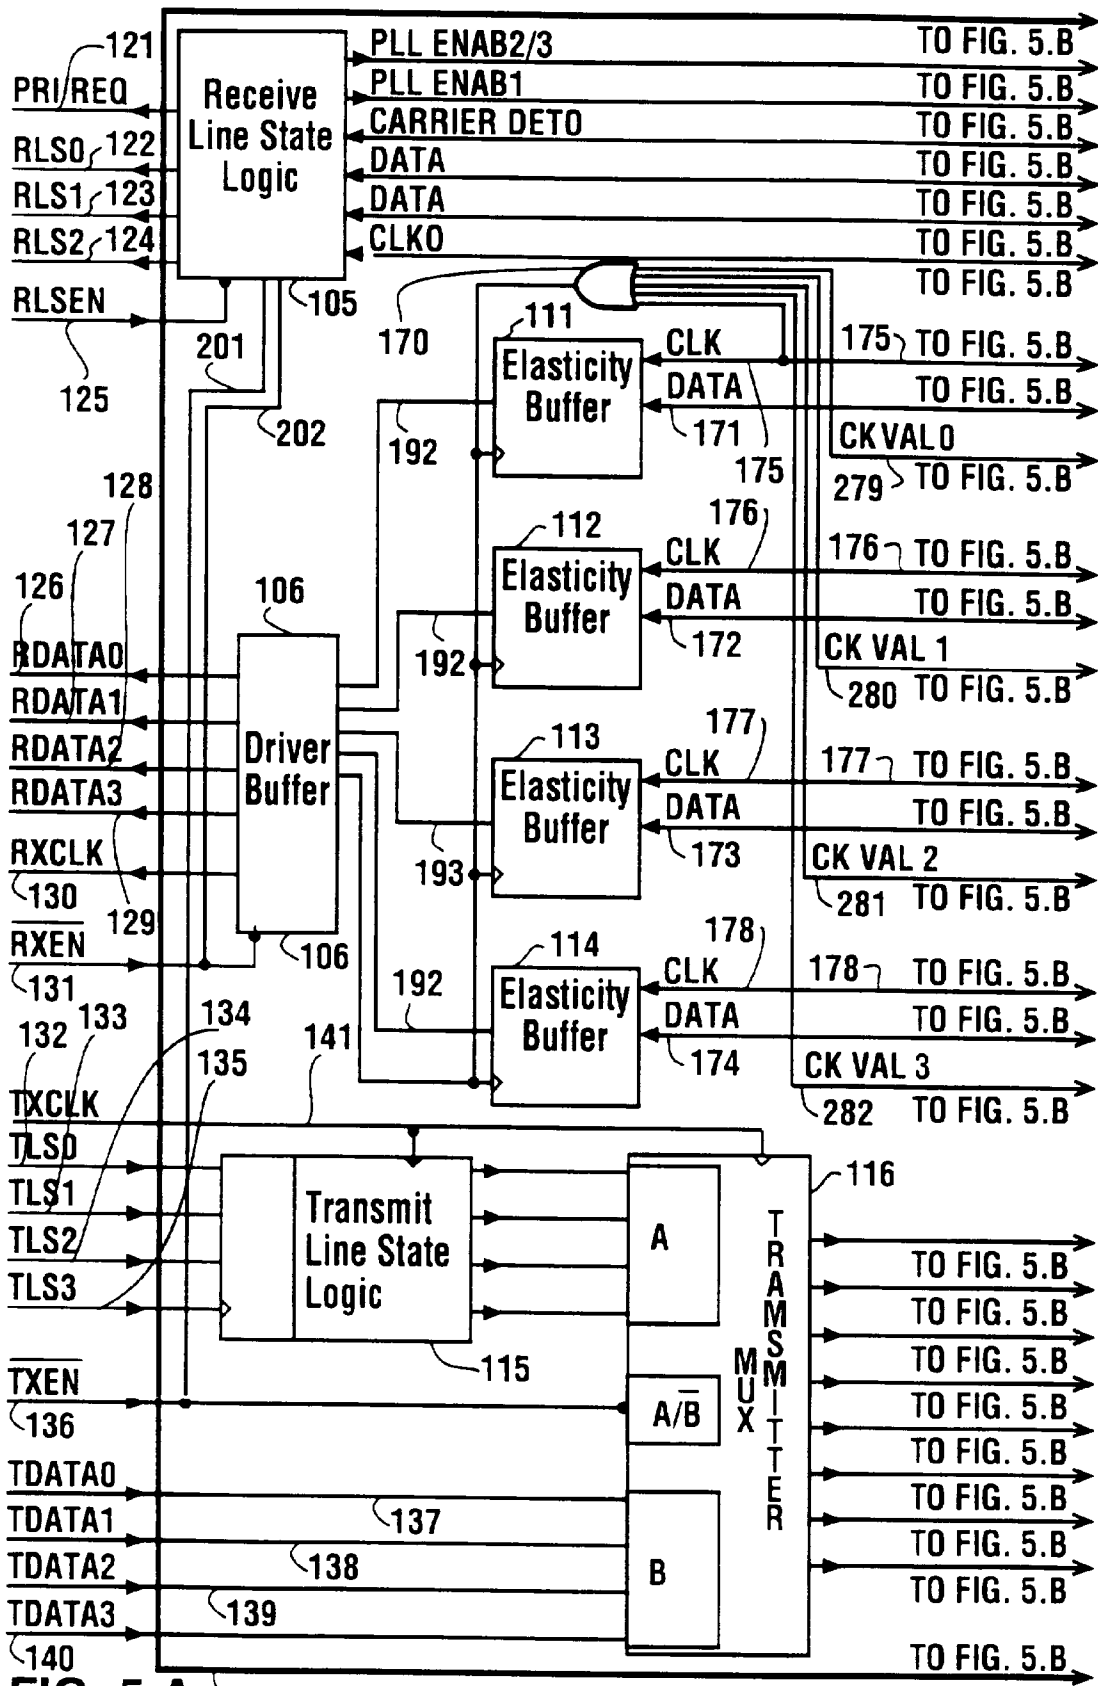 121
PRI/REQ
RLS0 122
RLS1 123
RLS2 124
RLSEN
125
Receive
Line State
Logic
105
201
202
PLL ENAB2/3
PLL ENAB1
CARRIER DET0
DATA
DATA
CLK0
TO FIG. 5.B
TO FIG. 5.B
TO FIG. 5.B
TO FIG. 5.B
TO FIG. 5.B
TO FIG. 5.B
TO FIG. 5.B
170
111
Elasticity
Buffer
192
CLK
175
DATA
171
175 TO FIG. 5.B
TO FIG. 5.B
CKVAL0
279 TO FIG. 5.B
112
Elasticity
Buffer
192
176
CLK
DATA
172
176 TO FIG. 5.B
TO FIG. 5.B
CK VAL 1
280 TO FIG. 5.B
113
Elasticity
Buffer
193
177
CLK
DATA
173
177 TO FIG. 5.B
TO FIG. 5.B
CK VAL 2
281 TO FIG. 5.B
114
Elasticity
Buffer
192
178
CLK
DATA
174
178 TO FIG. 5.B
TO FIG. 5.B
CK VAL 3
282 TO FIG. 5.B
128
127
126
RDATA0
RDATA1
RDATA2
RDATA3
RXCLK
130
129
RXEN
131
106
Driver
Buffer
106
133
132
134
135
141
TXCLK
TLS0
TLS1
TLS2
TLS3
Transmit
Line State
Logic
115
TXEN
136
A
A/B
B
TRAMSMITTER
MUX
116
TDATA0
137
TDATA1
138
TDATA2
139
TDATA3
140
TO FIG. 5.B
TO FIG. 5.B
TO FIG. 5.B
TO FIG. 5.B
TO FIG. 5.B
TO FIG. 5.B
TO FIG. 5.B
TO FIG. 5.B
TO FIG. 5.B
FIG. 5.A